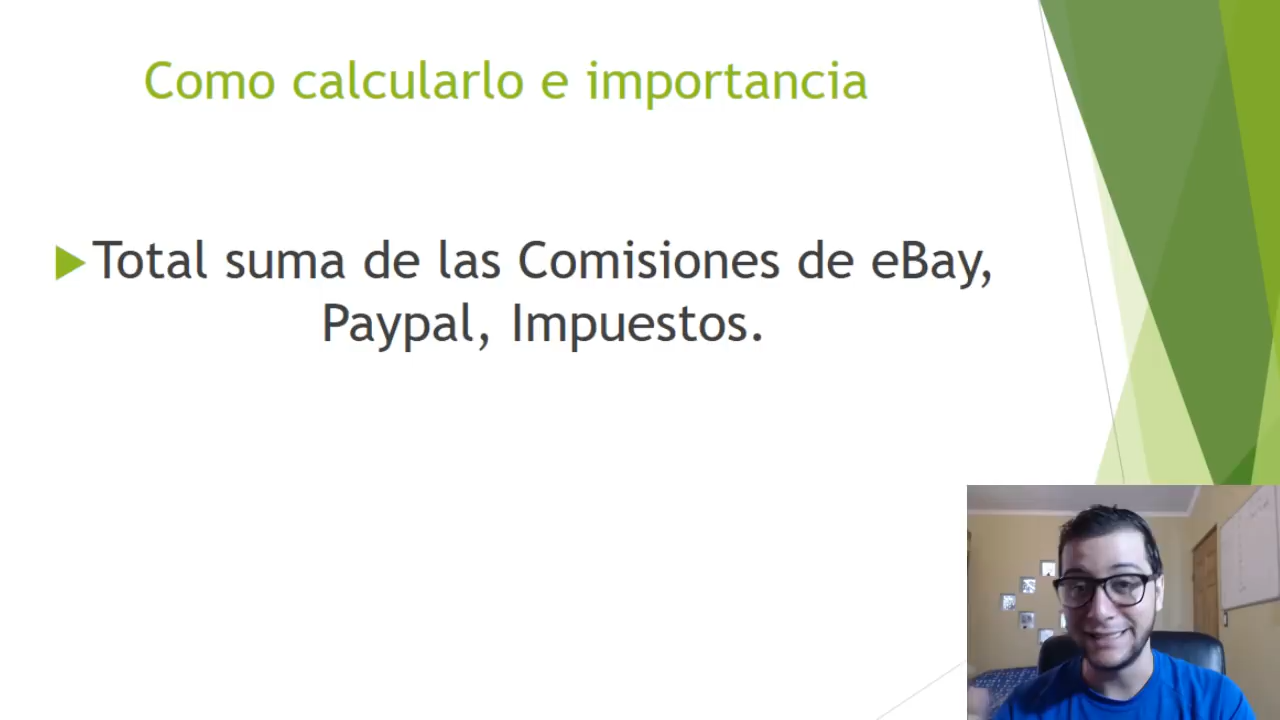 Como calcularlo e importancia
Total suma de las Comisiones de eBay,
Paypal, Impuestos.